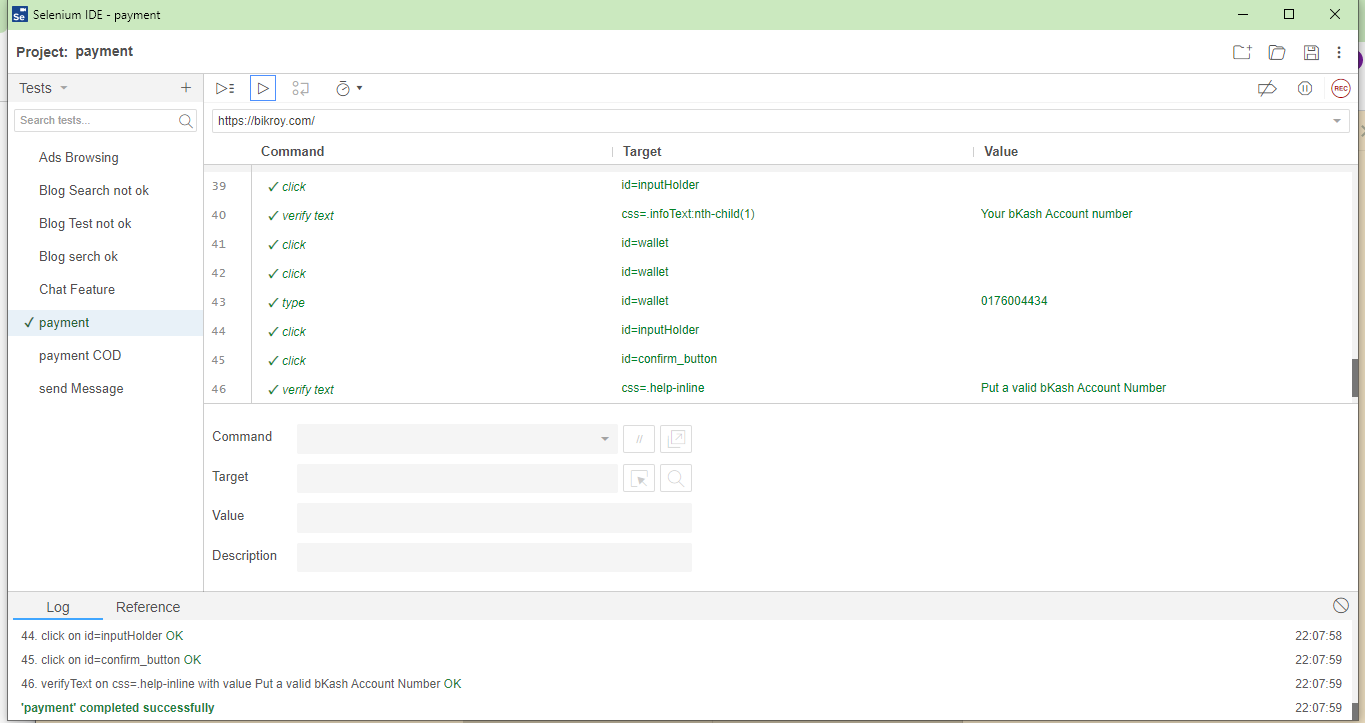 Selenium IDE - payment
Project: payment
Tests
Search tests...
Ads Browsing
Blog Search not ok
Blog Test not ok
Blog serch ok
Chat Feature
✓ payment
payment COD
send Message
REC
https://bikroy.com/
Command Target Value
39 ✓ click id=inputHolder
40 ✓ verify text css=.infoText:nth-child(1) Your bKash Account number
41 ✓ click id=wallet
42 ✓ click id=wallet
43 ✓ type id=wallet 0176004434
44 ✓ click id=inputHolder
45 ✓ click id=confirm_button
46 ✓ verify text css=.help-inline Put a valid bKash Account Number
Command //
Target
Value
Description
Log Reference
44. click on id=inputHolder OK 22:07:58
45. click on id=confirm_button OK 22:07:59
46. verifyText on css=.help-inline with value Put a valid bKash Account Number OK 22:07:59
'payment' completed successfully 22:07:59